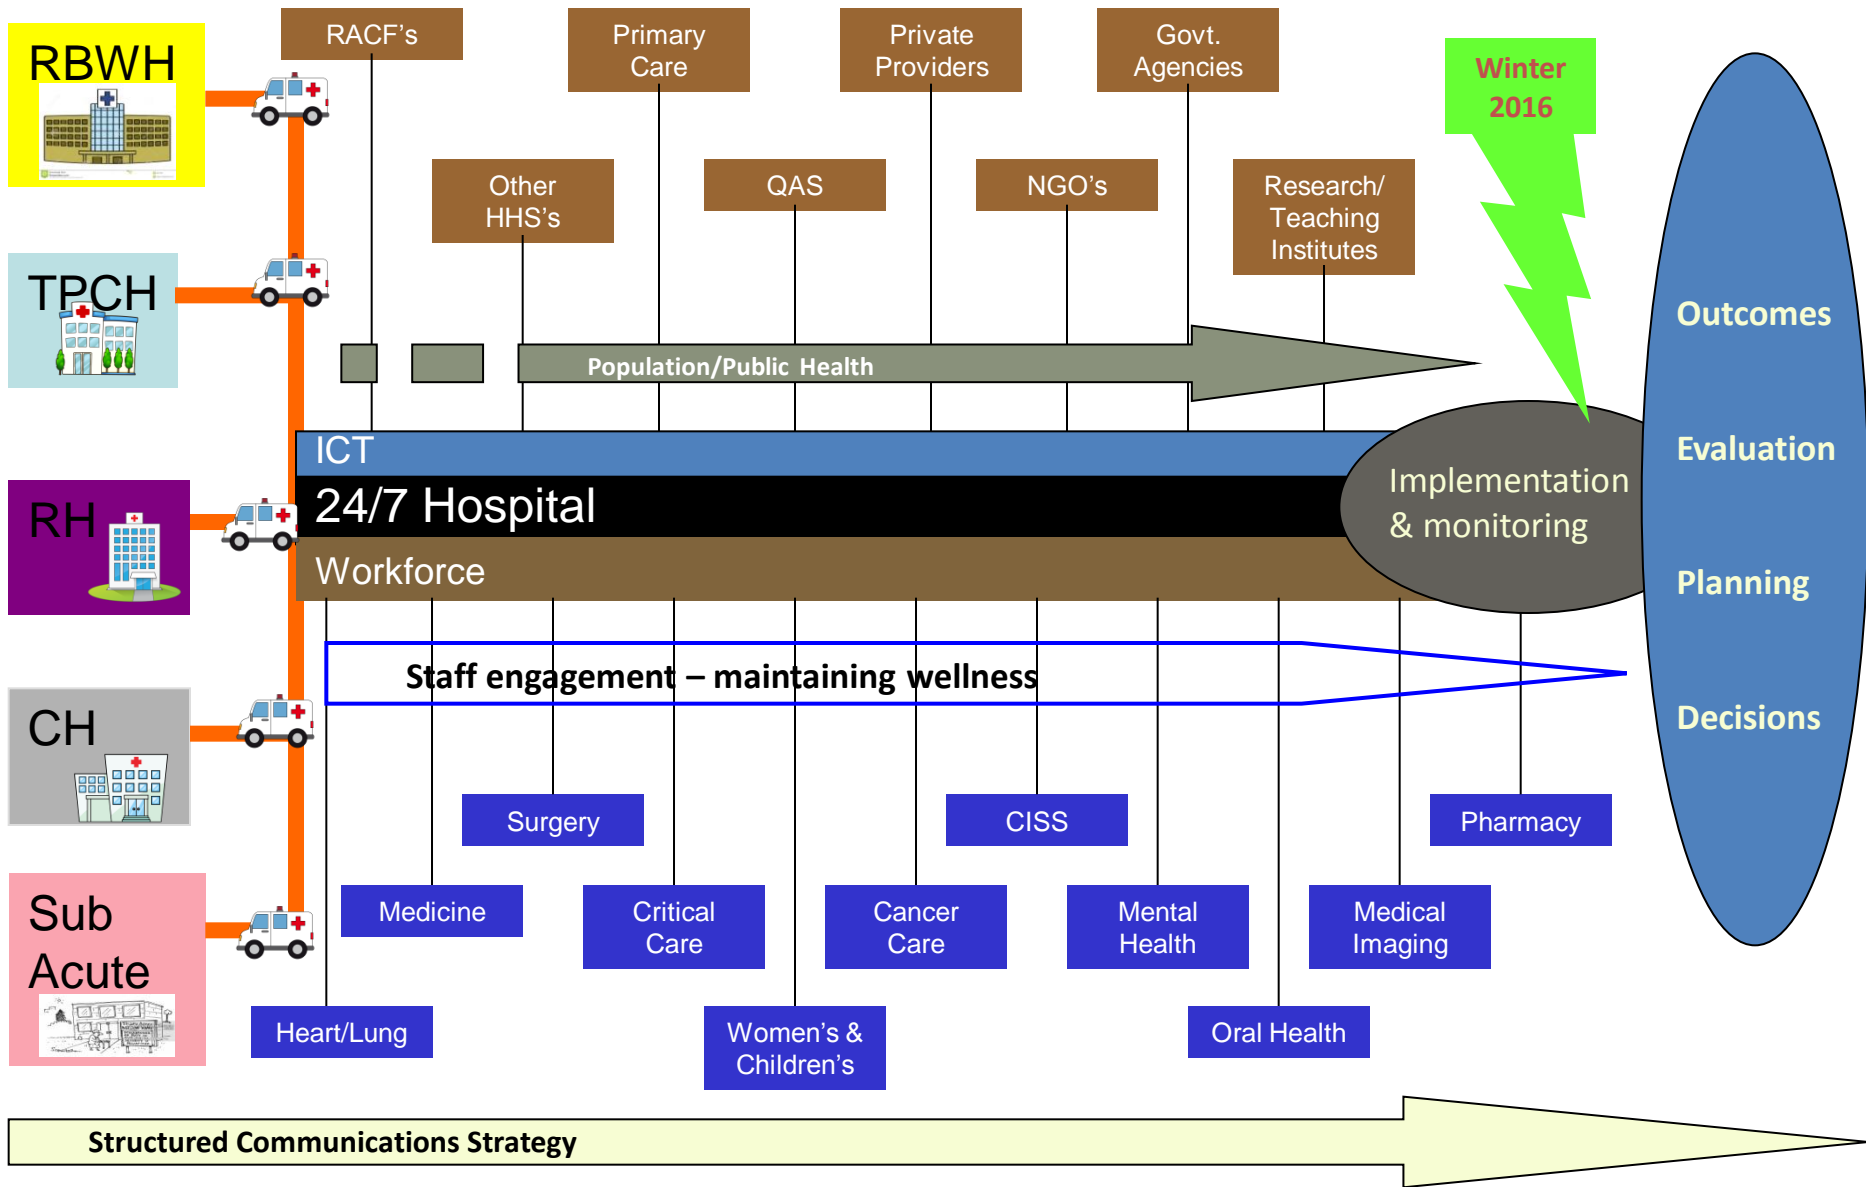 RBWH
TPCH
RH
CH
Sub
Acute
RACF's
Primary
Care
Private
Providers
Govt.
Agencies
Other
HHS's
QAS
NGO's
Research/
Teaching
Institutes
Winter
2016
Population/Public Health
ICT
24/7 Hospital
Workforce
Implementation
& monitoring
Outcomes
Evaluation
Planning
Decisions
Staff engagement – maintaining wellness
Surgery
CISS
Pharmacy
Medicine
Critical
Care
Cancer
Care
Mental
Health
Medical
Imaging
Heart/Lung
Women's &
Children's
Oral Health
Structured Communications Strategy